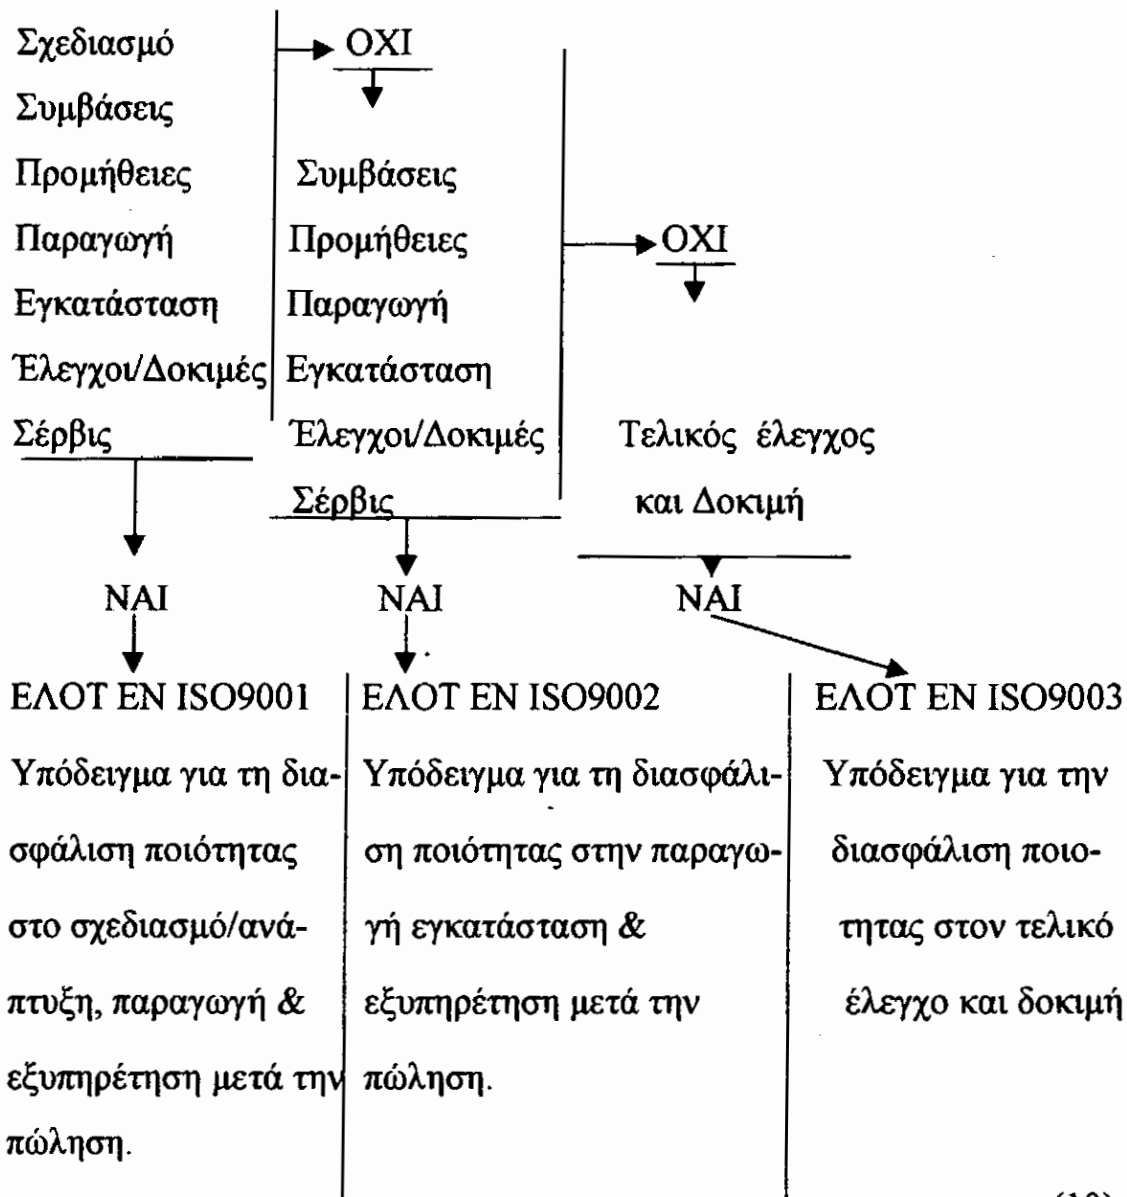 Σχεδιασμό
Συμβάσεις
Προμήθειες
Παραγωγή
Εγκατάσταση
Έλεγχοι/Δοκιμές
Σέρβις
ΝΑΙ
ΟΧΙ
Συμβάσεις
Προμήθειες
Παραγωγή
Εγκατάσταση
Έλεγχοι/Δοκιμές
Σέρβις
ΝΑΙ
ΟΧΙ
Τελικός έλεγχος
και Δοκιμή
ΝΑΙ
ΕΛΟΤ ΕΝ ISO9001
Υπόδειγμα για τη δια-
σφάλιση ποιότητας
στο σχεδιασμό/ανά-
πτυξη, παραγωγή &
εξυπηρέτηση μετά την
πώληση.
ΕΛΟΤ ΕΝ ISO9002
Υπόδειγμα για τη διασφάλι-
ση ποιότητας στην παραγω-
γή εγκατάσταση &
εξυπηρέτηση μετά την
πώληση.
ΕΛΟΤ ΕΝ ISO9003
Υπόδειγμα για την
διασφάλιση ποιο-
τητας στον τελικό
έλεγχο και δοκιμή